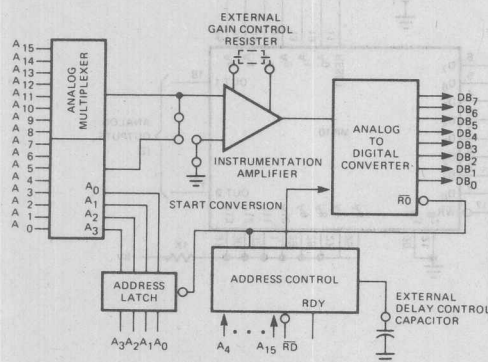 EXTERNAL
GAIN CONTROL
RESISTER
A 15
A 14
A 13
A 12
A 11
A 10
A 9
A 8
A 7
A 6
A 5
A 4
A 3
A 2
A 1
A 0
ANALOG
MULTIPLEXER
A0
A1
A2
A3
INSTRUMENTATION
AMPLIFIER
ANALOG
TO
DIGITAL
CONVERTER
DB7
DB6
DB5
DB4
DB3
DB2
DB1
DB0
RD
START CONVERSION
ADDRESS
LATCH
A3A2A1A0
ADDRESS CONTROL
RDY
A4 • • • A15 RD
EXTERNAL
DELAY CONTROL
CAPACITOR